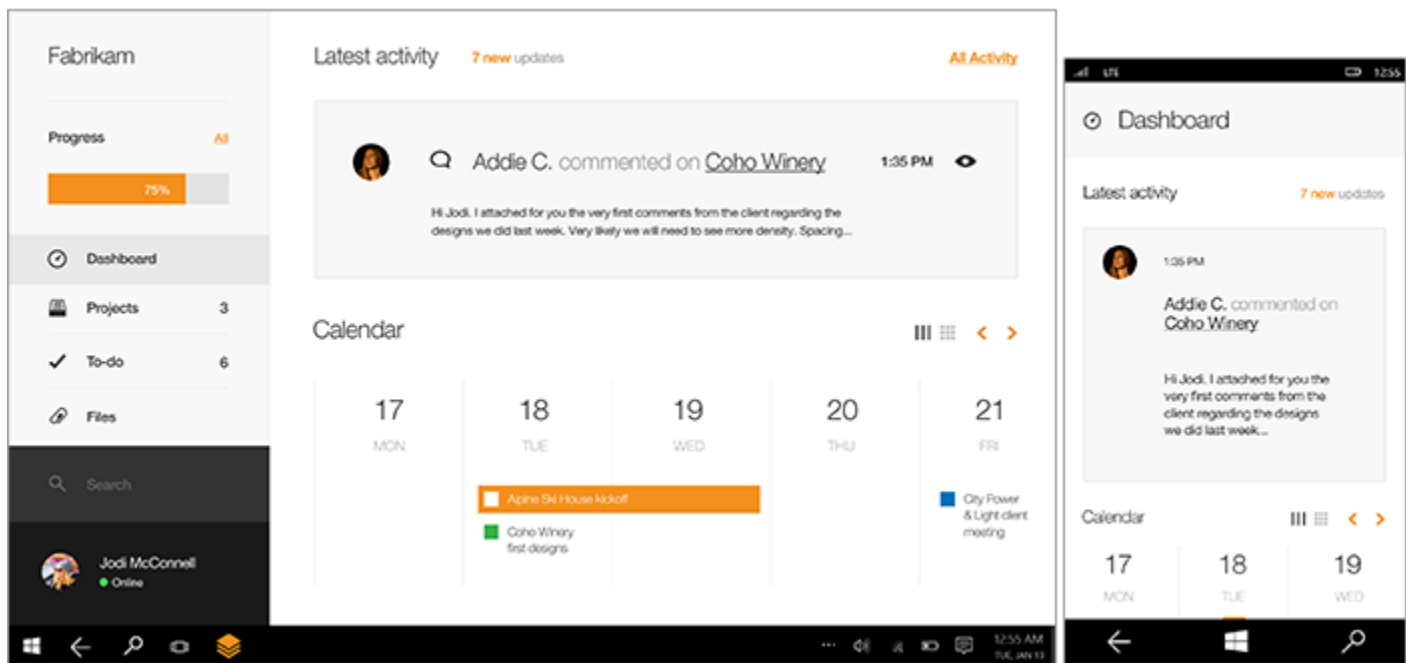 Fabrikam
Progress
All
75%
Dashboard
Projects
3
To-do
6
Files
Search
Jodi McConnell
Online
Latest activity
7 new updates
All Activity
Addie C. commented on Coho Winery
1:35 PM
Hi Jodi. I attached for you the very first comments from the client regarding the
designs we did last week. Very likely we will need to see more density. Spacing...
Calendar
17
18
19
20
21
MON
TUE
WED
THU
FRI
Alpine Ski House kickoff
Coho Winery
first designs
City Power
& Light client
meeting
12:55 AM
TUE, JAN 13
LTE
12:55
Dashboard
Latest activity
7 new updates
1:35 PM
Addie C. commented on
Coho Winery
Hi Jodi. I attached for you the
very first comments from the
client regarding the designs
we did last week...
Calendar
17
18
19
MON
TUE
WED